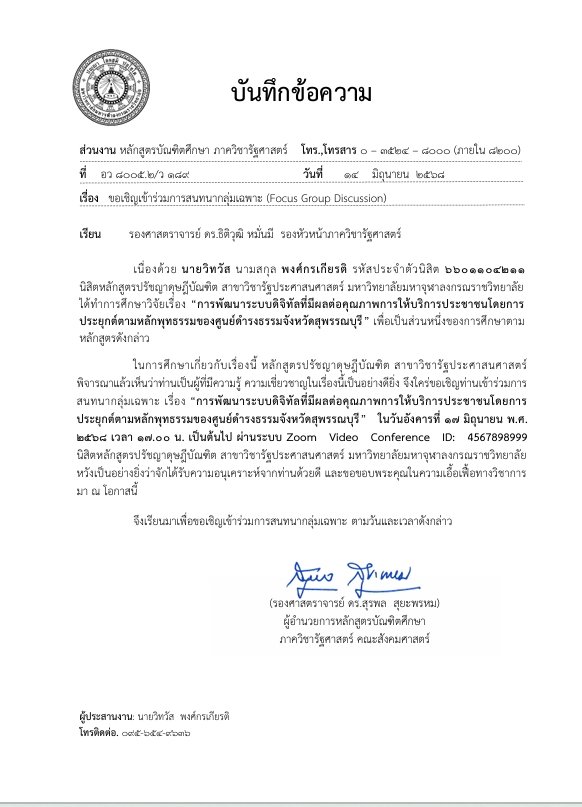 บันทึกข้อความ
ส่วนงาน หลักสูตรบัณฑิตศึกษา ภาควิชารัฐศาสตร์ โทร.,โทรสาร ๐ – ๓๕๒๔ – ๘๐๐๐ (ภายใน ๘๒๐๐)
ที่ อว ๘๐๐๕.๒/ว ๑๘๙ วันที่ ๑๔ มิถุนายน ๒๕๖๘
เรื่อง ขอเชิญเข้าร่วมการสนทนากลุ่มเฉพาะ (Focus Group Discussion)
เรียน รองศาสตราจารย์ ดร.ธิติวุฒิ หมั่นมี รองหัวหน้าภาควิชารัฐศาสตร์
เนื่องด้วย นายวิทวัส นามสกุล พงศ์กรเกียรติ รหัสประจำตัวนิสิต ๖๖๐๑๑๐๔๒๑๑
นิสิตหลักสูตรปรัชญาดุษฎีบัณฑิต สาขาวิชารัฐประศาสนศาสตร์ มหาวิทยาลัยมหาจุฬาลงกรณราชวิทยาลัย
ได้ทำการศึกษาวิจัยเรื่อง “การพัฒนาระบบดิจิทัลที่มีผลต่อคุณภาพการให้บริการประชาชนโดยการ
ประยุกต์ตามหลักพุทธรรมของศูนย์ดำรงธรรมจังหวัดสุพรรณบุรี” เพื่อเป็นส่วนหนึ่งของการศึกษาตาม
หลักสูตรดังกล่าว
ในการศึกษาเกี่ยวกับเรื่องนี้ หลักสูตรปรัชญาดุษฎีบัณฑิต สาขาวิชารัฐประศาสนศาสตร์
พิจารณาแล้วเห็นว่าท่านเป็นผู้ที่มีความรู้ ความเชี่ยวชาญในเรื่องนี้เป็นอย่างดียิ่ง จึงใคร่ขอเชิญท่านเข้าร่วมการ
สนทนากลุ่มเฉพาะ เรื่อง “การพัฒนาระบบดิจิทัลที่มีผลต่อคุณภาพการให้บริการประชาชนโดยการ
ประยุกต์ตามหลักพุทธรรมของศูนย์ดำรงธรรมจังหวัดสุพรรณบุรี” ในวันอังคารที่ ๑๗ มิถุนายน พ.ศ.
๒๕๖๘ เวลา ๑๗.๐๐ น. เป็นต้นไป ผ่านระบบ Zoom Video Conference ID: 4567898999
นิสิตหลักสูตรปรัชญาดุษฎีบัณฑิต สาขาวิชารัฐประศาสนศาสตร์ มหาวิทยาลัยมหาจุฬาลงกรณราชวิทยาลัย
หวังเป็นอย่างยิ่งว่าจักได้รับความอนุเคราะห์จากท่านด้วยดี และขอขอบพระคุณในความเอื้อเฟื้อทางวิชาการ
มา ณ โอกาสนี้
จึงเรียนมาเพื่อขอเชิญเข้าร่วมการสนทนากลุ่มเฉพาะ ตามวันและเวลาดังกล่าว
(รองศาสตราจารย์ ดร.สุรพล สุยะพรหม)
ผู้อำนวยการหลักสูตรบัณฑิตศึกษา
ภาควิชารัฐศาสตร์ คณะสังคมศาสตร์
ผู้ประสานงาน: นายวิทวัส พงศ์กรเกียรติ
โทรติดต่อ. ๐๙๕-๖๕๔-๙๖๓๖